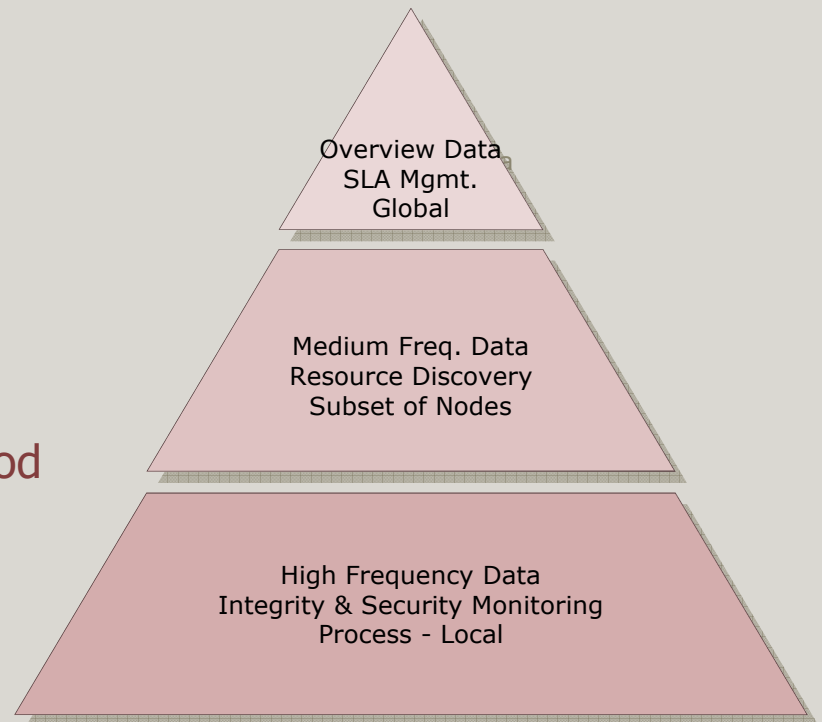 Overview Data
SLA Mgmt.
Global
Medium Freq. Data
Resource Discovery
Subset of Nodes
od
High Frequency Data
Integrity & Security Monitoring
Process - Local